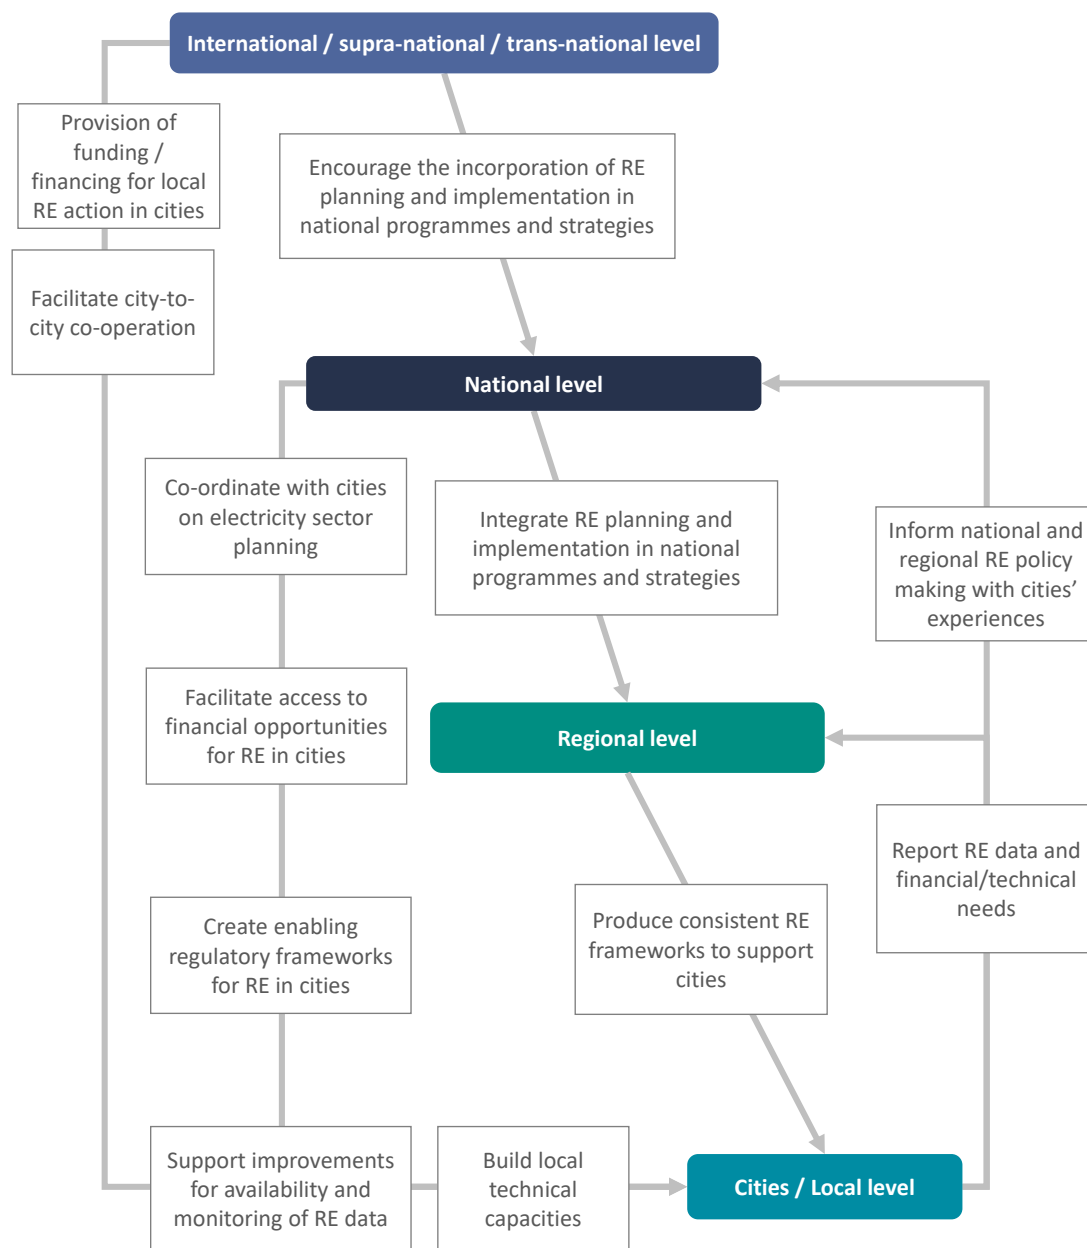 International / supra-national / trans-national level
Provision of
funding /
financing for local
RE action in cities
Encourage the incorporation of RE
planning and implementation in
national programmes and strategies
Facilitate city-to-
city co-operation
National level
Co-ordinate with cities
on electricity sector
planning
Integrate RE planning and
implementation in national
programmes and strategies
Inform national and
regional RE policy
making with cities’
experiences
Facilitate access to
financial opportunities
for RE in cities
Regional level
Report RE data and
financial/technical
needs
Create enabling
regulatory frameworks
for RE in cities
Produce consistent RE
frameworks to support
cities
Support improvements
for availability and
monitoring of RE data
Build local
technical
capacities
Cities / Local level